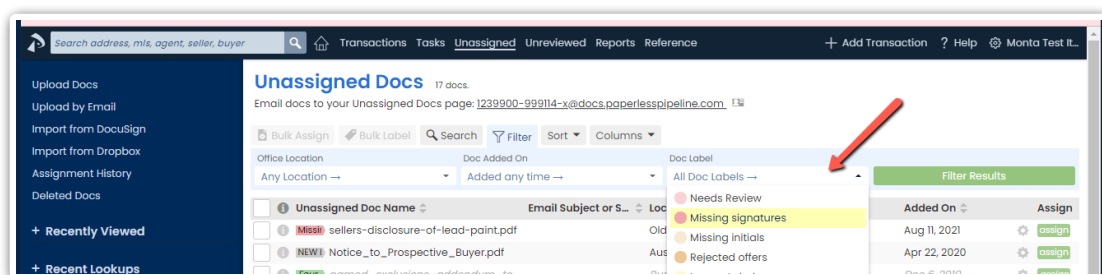 Search address, mls, agent, seller, buyer
Transactions Tasks Unassigned Unreviewed Reports Reference
+ Add Transaction ? Help Monta Test It...
Upload Docs
Upload by Email
Import from DocuSign
Import from Dropbox
Assignment History
Deleted Docs
+ Recently Viewed
+ Recent Lookups
Unassigned Docs 17 docs.
Email docs to your Unassigned Docs page: 1239900-999114-x@docs.paperlesspipeline.com
Bulk Assign Bulk Label Search Filter Sort Columns
Office Location Doc Added On Doc Label
Any Location → Added any time → All Doc Labels → Filter Results
Needs Review
Missing signatures
Missing initials
Rejected offers
Unassigned Doc Name Email Subject or S... Loc Added On Assign
Missi sellers-disclosure-of-lead-paint.pdf Old Aug 11, 2021 assign
NEW Notice_to_Prospective_Buyer.pdf Aus Apr 22, 2020 assign